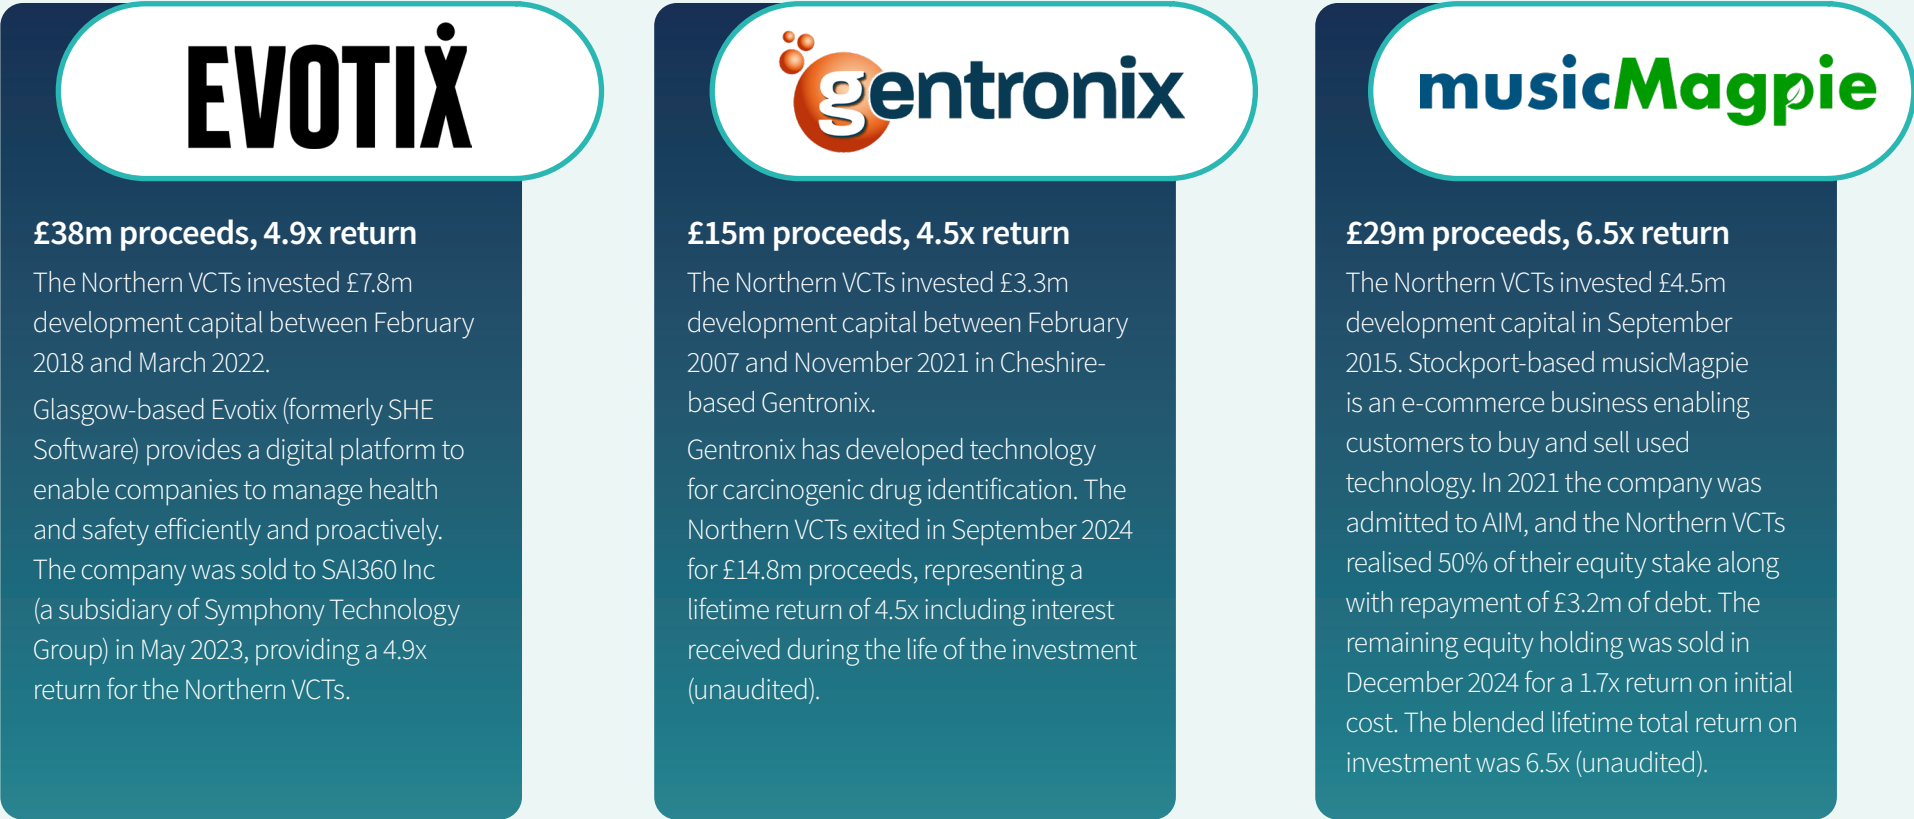 EVOTIX
£38m proceeds, 4.9x return
The Northern VCTs invested £7.8m
development capital between February
2018 and March 2022.
Glasgow-based Evotix (formerly SHE
Software) provides a digital platform to
enable companies to manage health
and safety efficiently and proactively.
The company was sold to SAI360 Inc
(a subsidiary of Symphony Technology
Group) in May 2023, providing a 4.9x
return for the Northern VCTs.
gentronix
£15m proceeds, 4.5x return
The Northern VCTs invested £3.3m
development capital between February
2007 and November 2021 in Cheshire-
based Gentronix.
Gentronix has developed technology
for carcinogenic drug identification. The
Northern VCTs exited in September 2024
for £14.8m proceeds, representing a
lifetime return of 4.5x including interest
received during the life of the investment
(unaudited).
musicMagpie
£29m proceeds, 6.5x return
The Northern VCTs invested £4.5m
development capital in September
2015. Stockport-based musicMagpie
is an e-commerce business enabling
customers to buy and sell used
technology. In 2021 the company was
admitted to AIM, and the Northern VCTs
realised 50% of their equity stake along
with repayment of £3.2m of debt. The
remaining equity holding was sold in
December 2024 for a 1.7x return on initial
cost. The blended lifetime total return on
investment was 6.5x (unaudited).